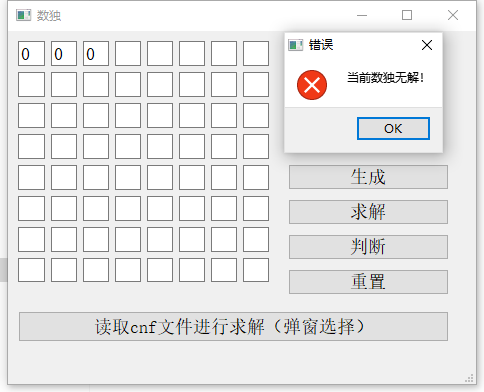 数独
错误
0 0 0
当前数独无解!
OK
生成
求解
判断
重置
读取cnf文件进行求解（弹窗选择）